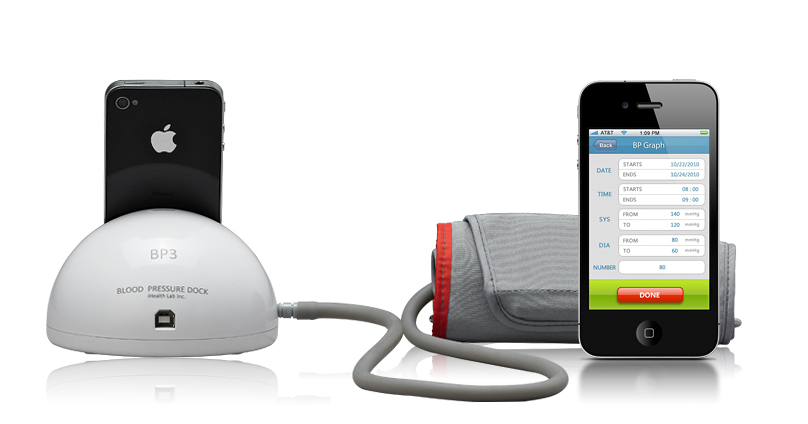 BP3
BLOOD PRESSURE DOCK
iHealth Lab Inc.
AT&T 1:09 PM
Back BP Graph
DATE
STARTS 10/22/2010
ENDS 10/24/2010
TIME
STARTS 08 : 00
ENDS 09 : 00
SYS
FROM 140 mmHg
TO 120 mmHg
DIA
FROM 80 mmHg
TO 60 mmHg
NUMBER 80
DONE